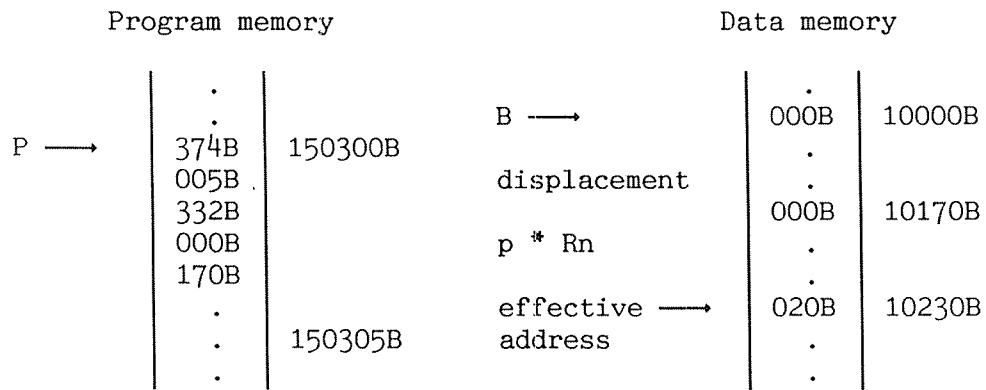 Program memory
Data memory
P → 374B 150300B
005B
332B
000B
170B
150305B
B → 000B 10000B
displacement
000B 10170B
p * Rn
effective → 020B 10230B
address